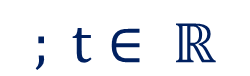 ; t ∈ ℝ